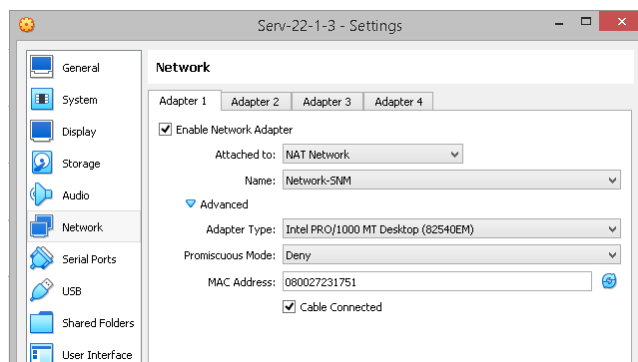 Serv-22-1-3 - Settings
General
System
Display
Storage
Audio
Network
Serial Ports
USB
Shared Folders
User Interface
Network
Adapter 1 Adapter 2 Adapter 3 Adapter 4
Enable Network Adapter
Attached to: NAT Network
Name: Network-SNM
Advanced
Adapter Type: Intel PRO/1000 MT Desktop (82540EM)
Promiscuous Mode: Deny
MAC Address: 080027231751
Cable Connected